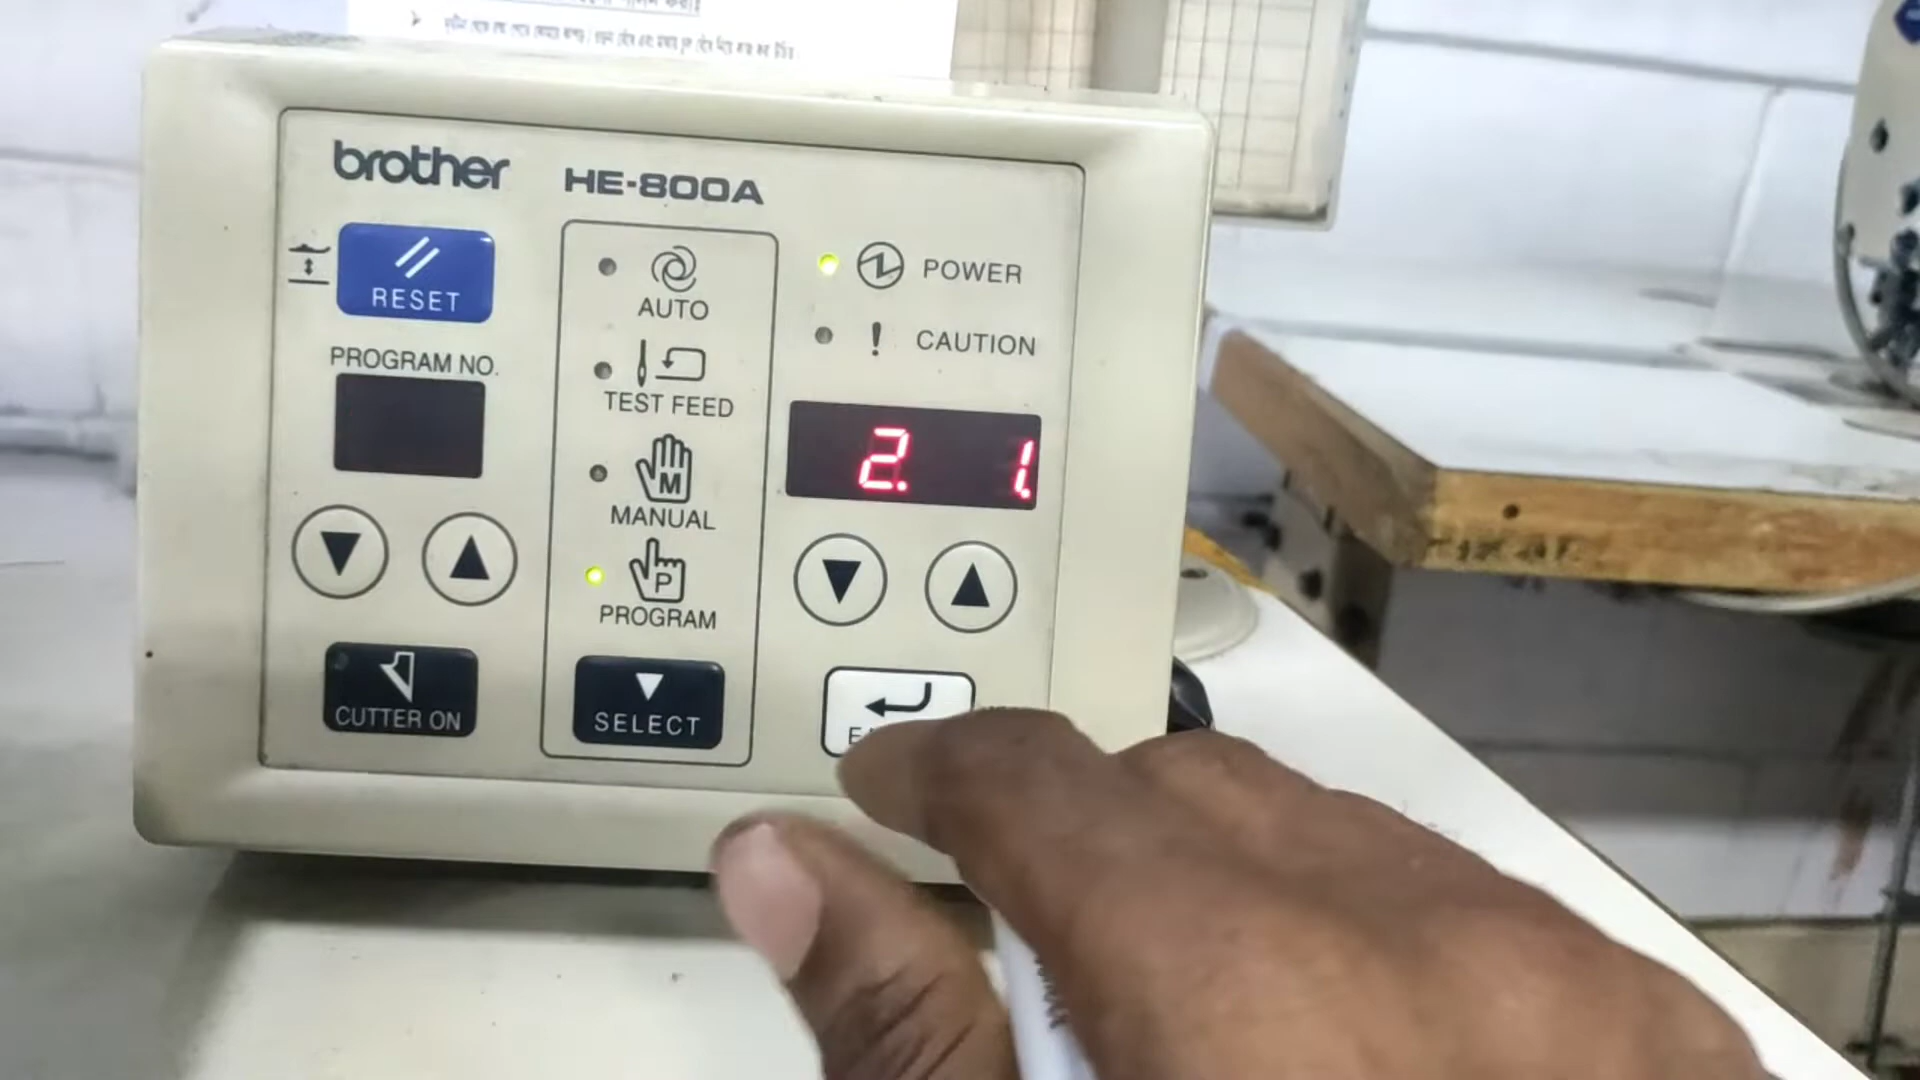 brother HE-800A
RESET
PROGRAM NO.
CUTTER ON
AUTO
TEST FEED
M
MANUAL
P
PROGRAM
SELECT
POWER
! CAUTION
2. 1.